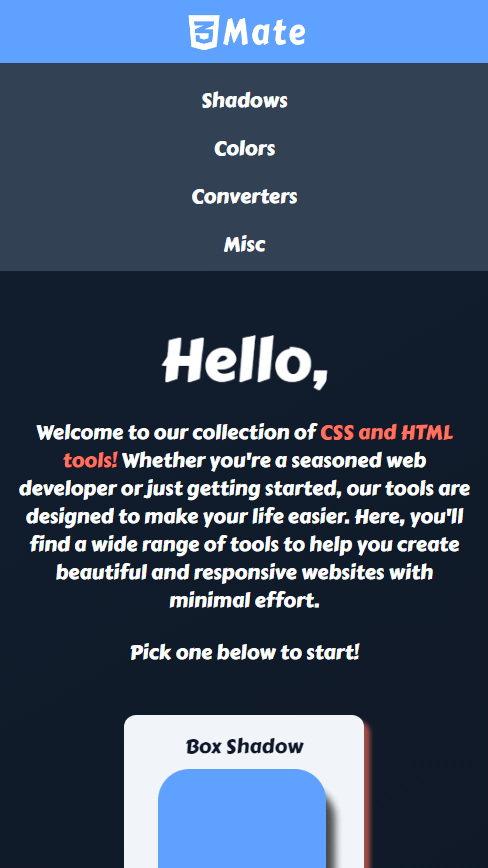 Mate
Shadows
Colors
Converters
Misc
Hello,
Welcome to our collection of CSS and HTML
tools! Whether you're a seasoned web
developer or just getting started, our tools are
designed to make your life easier. Here, you'll
find a wide range of tools to help you create
beautiful and responsive websites with
minimal effort.
Pick one below to start!
Box Shadow